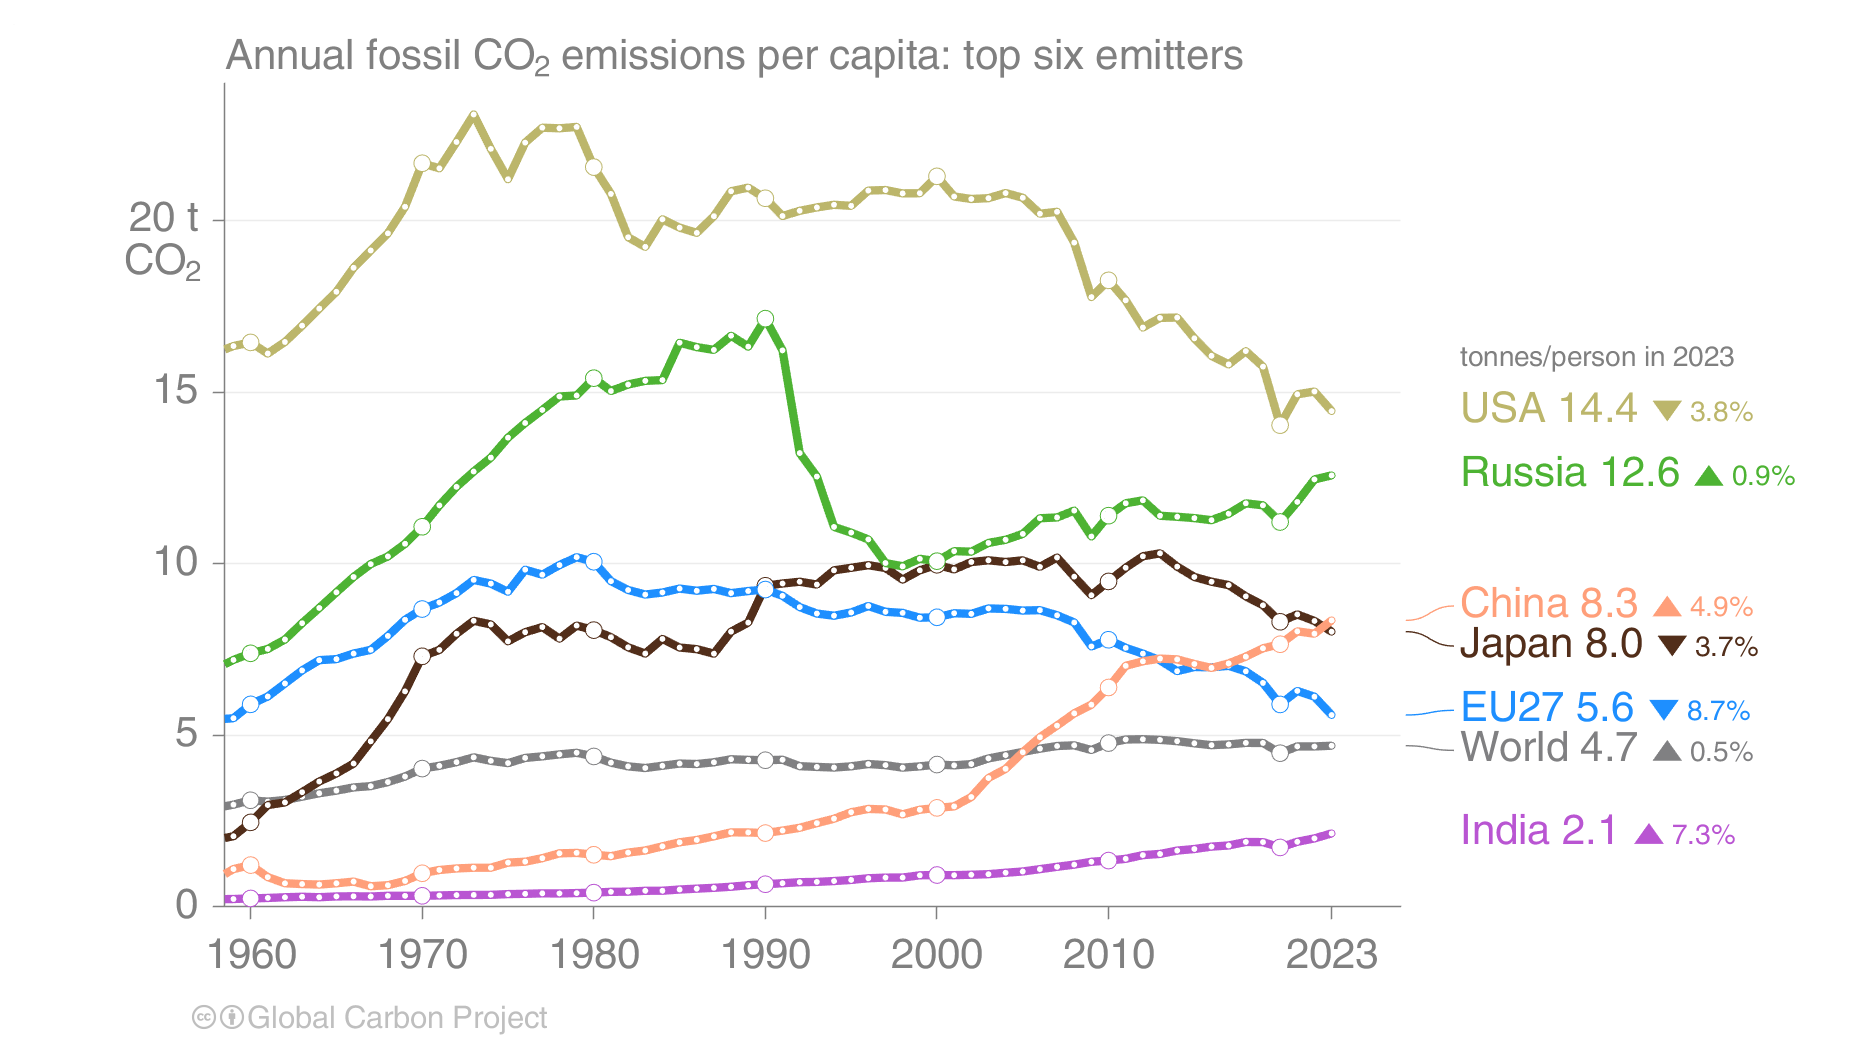 Annual fossil CO₂ emissions per capita: top six emitters
20 t
CO₂
15
10
5
0
1960 1970 1980 1990 2000 2010 2023
tonnes/person in 2023
USA 14.4 ▼ 3.8%
Russia 12.6 ▲ 0.9%
China 8.3 ▲ 4.9%
Japan 8.0 ▼ 3.7%
EU27 5.6 ▼ 8.7%
World 4.7 ▲ 0.5%
India 2.1 ▲ 7.3%
cc Global Carbon Project